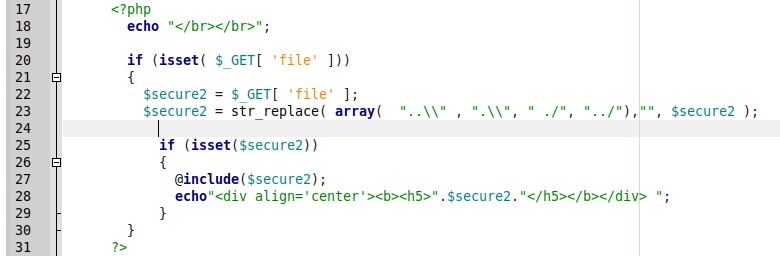 17 <?php
18 echo "</br></br>";
19
20 if (isset( $_GET[ 'file' ]))
21 {
22 $secure2 = $_GET[ 'file' ];
23 $secure2 = str_replace( array(  "..\\" , ".\\", " ./", "../"),"", $secure2 );
24
25 if (isset($secure2))
26 {
27 @include($secure2);
28 echo"<div align='center'><b><h5>".$secure2."</h5></b></div> ";
29 }
30 }
31 ?>